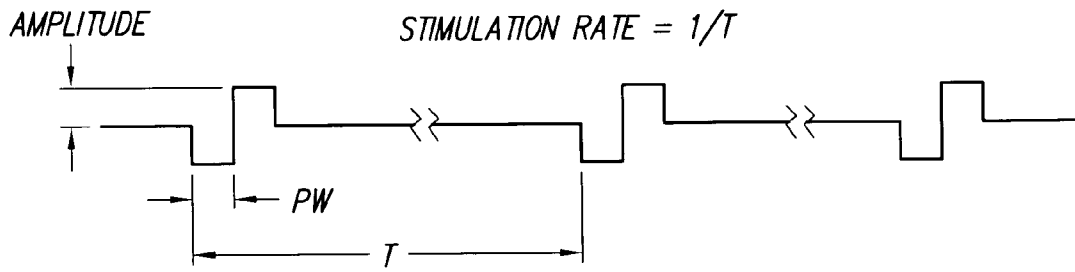 AMPLITUDE
STIMULATION RATE = 1/T
PW
T